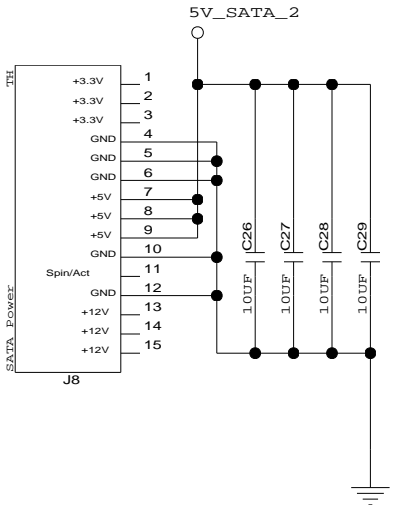 5V_SATA_2
TH
+3.3V 1
+3.3V 2
+3.3V 3
GND 4
GND 5
GND 6
+5V 7
+5V 8
+5V 9
GND 10
Spin/Act 11
GND 12
+12V 13
+12V 14
+12V 15
SATA Power
J8
C26
10UF
C27
10UF
C28
10UF
C29
10UF